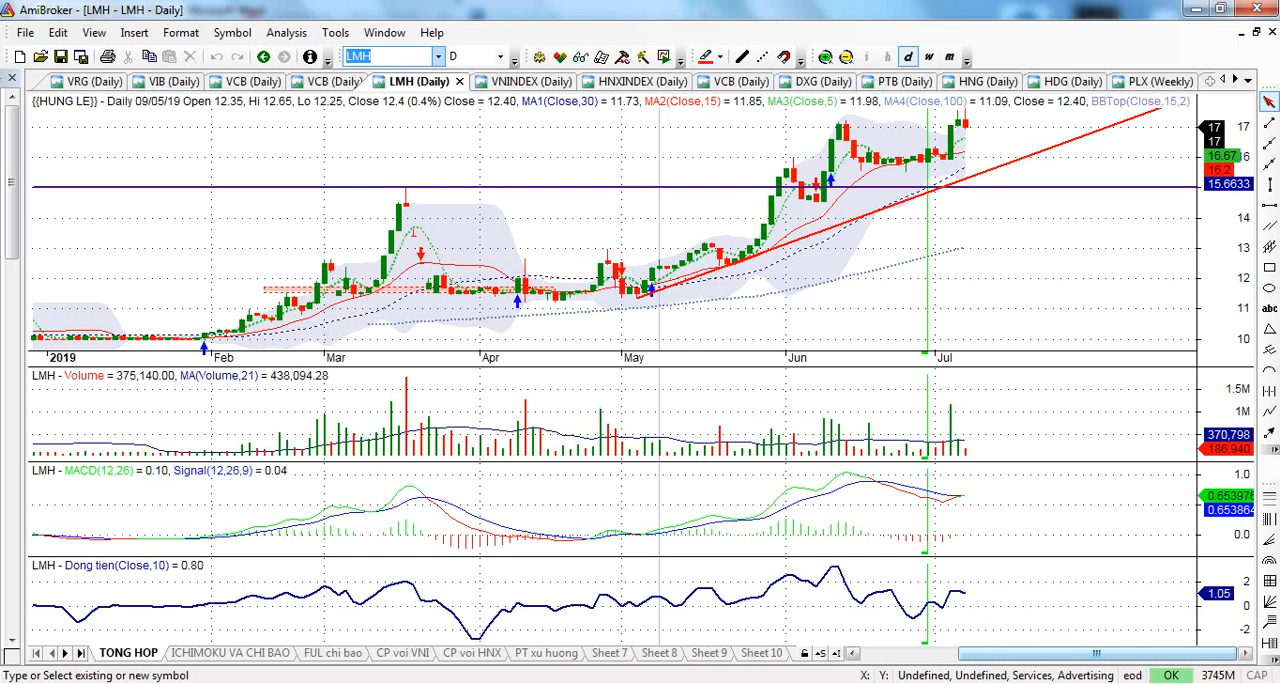 AmiBroker - [LMH - LMH - Daily]
File Edit View Insert Format Symbol Analysis Tools Window Help
LMH D i h d w m
VRG (Daily) VIB (Daily) VCB (Daily) VCB (Daily) LMH (Daily) VNINDEX (Daily) HNXINDEX (Daily) VCB (Daily) DXG (Daily) PTB (Daily) HNG (Daily) HDG (Daily) PLX (Weekly)
{{HUNG LE}} - Daily 09/05/19 Open 12.35, Hi 12.65, Lo 12.25, Close 12.4 (0.4%) Close = 12.40, MA1(Close,30) = 11.73, MA2(Close,15) = 11.85, MA3(Close,5) = 11.98, MA4(Close,100) = 11.09, Close = 12.40, BBTop(Close,15,2)
17 17
17
16.67 16
16.2
15.6633
14
13
12
11
10
abc
2019 Feb Mar Apr May Jun Jul
LMH - Volume = 375,140.00, MA(Volume,21) = 438,094.28
1.5M
1M
370,798
186,940
LMH - MACD(12,26) = 0.10, Signal(12,26,9) = 0.04
1.0
0.653976
0.653864
0.0
LMH - Dong tien(Close,10) = 0.80
2
1.05
0
-2
TONG HOP ICHIMOKU VA CHI BAO FUL chi bao CP voi VNI CP voi HNX PT xu huong Sheet 7 Sheet 8 Sheet 9 Sheet 10
Type or Select existing or new symbol X: Y: Undefined, Undefined, Services, Advertising eod OK 3745M CAP